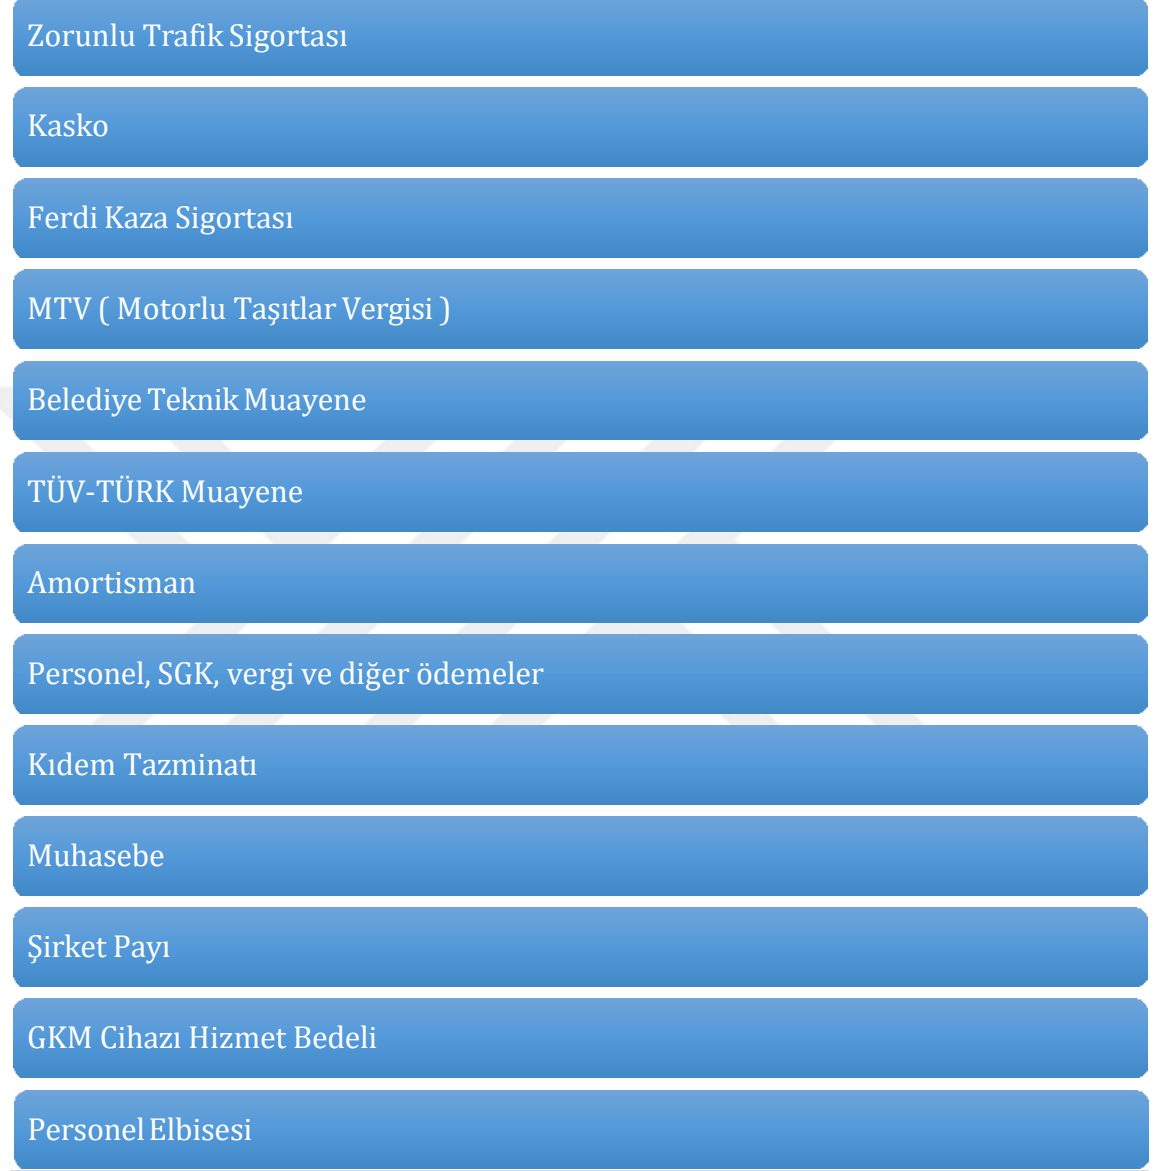 Zorunlu Trafik Sigortası
Kasko
Ferdi Kaza Sigortası
MTV ( Motorlu Taşıtlar Vergisi )
Belediye Teknik Muayene
TÜV-TÜRK Muayene
Amortisman
Personel, SGK, vergi ve diğer ödemeler
Kıdem Tazminatı
Muhasebe
Şirket Payı
GKM Cihazı Hizmet Bedeli
Personel Elbisesi